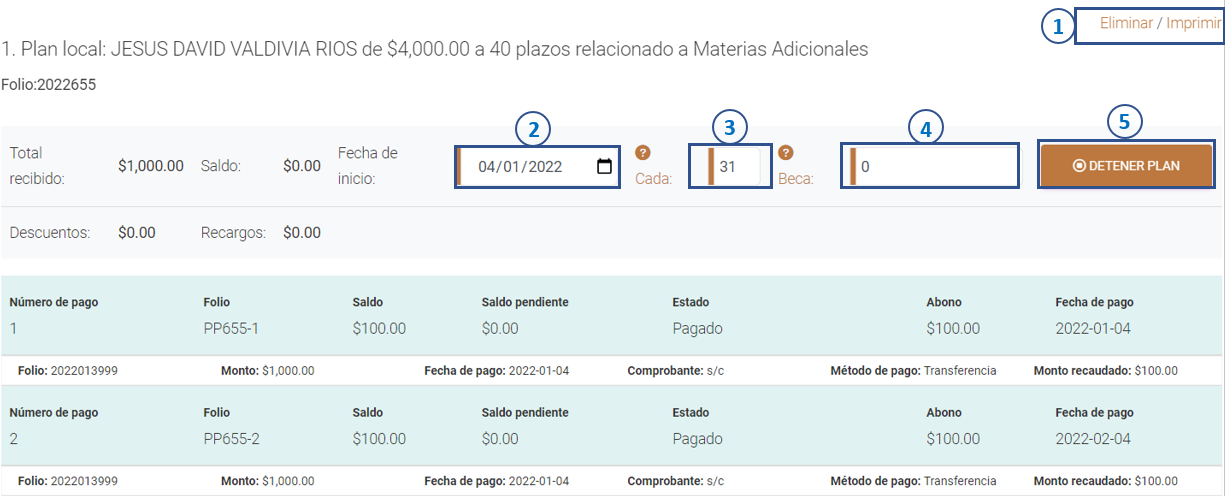 1
Eliminar / Imprimir
1. Plan local: JESUS DAVID VALDIVIA RIOS de $4,000.00 a 40 plazos relacionado a Materias Adicionales
Folio:2022655
2
3
4
5
Total recibido:
$1,000.00
Saldo:
$0.00
Fecha de inicio:
04/01/2022
?
Cada:
31
?
Beca:
0
DETENER PLAN
Descuentos:
$0.00
Recargos:
$0.00
Número de pago Folio Saldo Saldo pendiente Estado Abono Fecha de pago
1 PP655-1 $100.00 $0.00 Pagado $100.00 2022-01-04
Folio: 2022013999 Monto: $1,000.00 Fecha de pago: 2022-01-04 Comprobante: s/c Método de pago: Transferencia Monto recaudado: $100.00
Número de pago Folio Saldo Saldo pendiente Estado Abono Fecha de pago
2 PP655-2 $100.00 $0.00 Pagado $100.00 2022-02-04
Folio: 2022013999 Monto: $1,000.00 Fecha de pago: 2022-01-04 Comprobante: s/c Método de pago: Transferencia Monto recaudado: $100.00